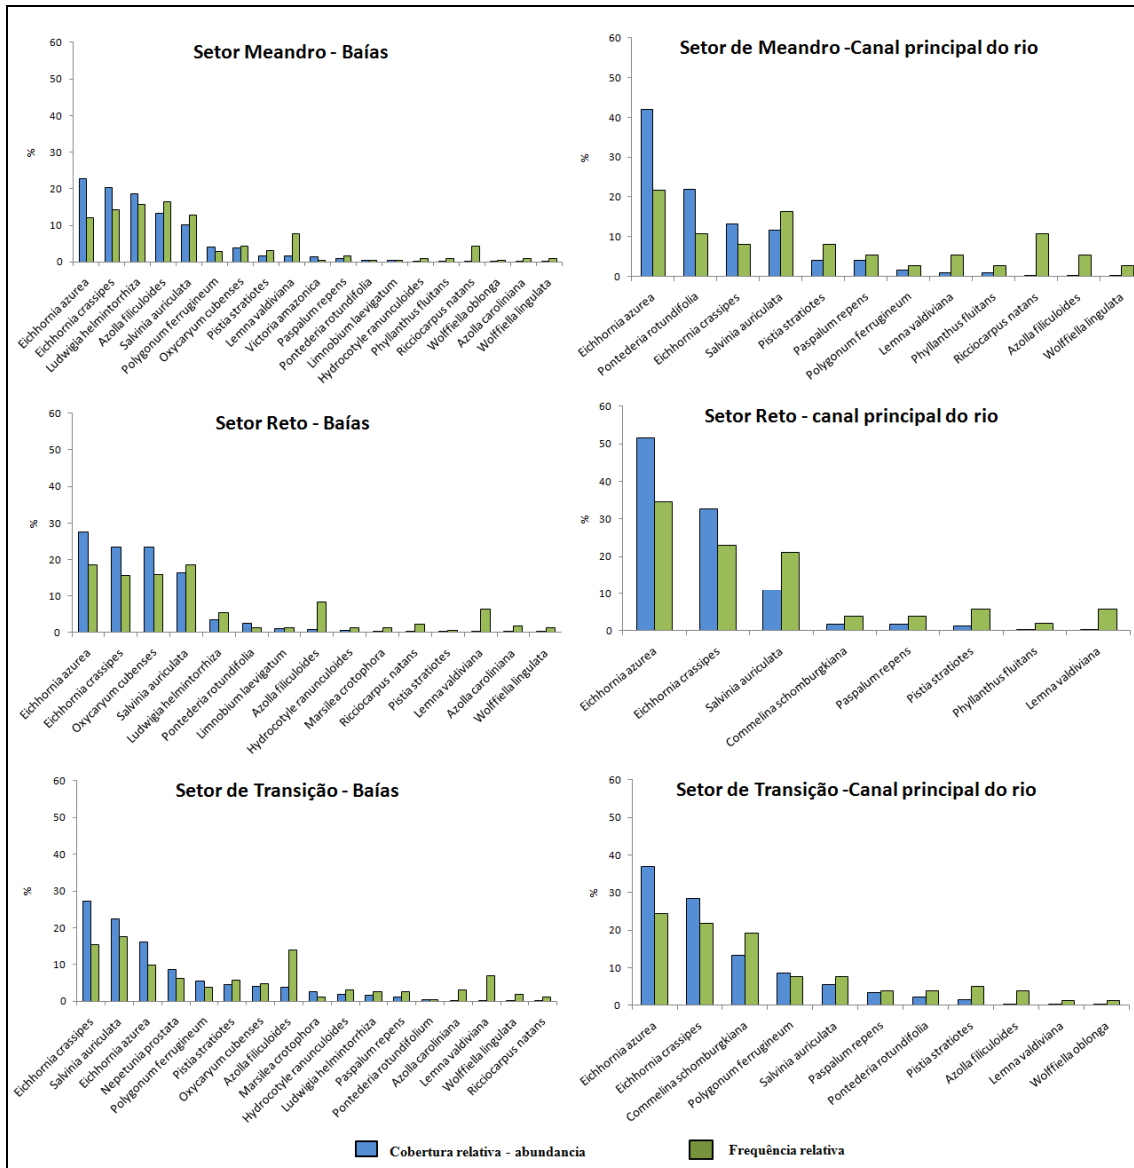 Setor Meandro - Baías
60
50
40
30
20
10
0
%
Eichhornia azurea
Eichhornia crassipes
Ludwigia helmintorrhiza
Azolla filiculoides
Salvinia auriculata
Polygonum ferrugineum
Oxycaryum cubenses
Pistia stratiotes
Lemna valdiviana
Victoria amazonica
Paspalum repens
Pontederia rotundifolia
Limnobium laevigatum
Hydrocotyle ranunculoides
Phyllanthus fluitans
Ricciocarpus natans
Wolffiella oblonga
Azolla caroliniana
Wolffiella lingulata
Setor de Meandro -Canal principal do rio
60
50
40
30
20
10
0
%
Eichhornia azurea
Pontederia rotundifolia
Eichhornia crassipes
Salvinia auriculata
Pistia stratiotes
Paspalum repens
Polygonum ferrugineum
Lemna valdiviana
Phyllanthus fluitans
Ricciocarpus natans
Azolla filiculoides
Wolffiella lingulata
Setor Reto - Baías
60
50
40
30
20
10
0
%
Eichhornia azurea
Eichhornia crassipes
Oxycaryum cubenses
Salvinia auriculata
Ludwigia helmintorrhiza
Pontederia rotundifolia
Limnobium laevigatum
Azolla filiculoides
Hydrocotyle ranunculoides
Marsilea crotophora
Ricciocarpus natans
Pistia stratiotes
Lemna valdiviana
Azolla caroliniana
Wolffiella lingulata
Setor Reto - canal principal do rio
60
50
40
30
20
10
0
%
Eichhornia azurea
Eichhornia crassipes
Salvinia auriculata
Commelina schomburgkiana
Paspalum repens
Pistia stratiotes
Phyllanthus fluitans
Lemna valdiviana
Setor de Transição - Baías
60
50
40
30
20
10
0
%
Eichhornia crassipes
Salvinia auriculata
Eichhornia azurea
Nepetunia prostata
Polygonum ferrugineum
Pistia stratiotes
Oxycaryum cubenses
Azolla filiculoides
Marsilea crotophora
Hydrocotyle ranunculoides
Ludwigia helmintorrhiza
Paspalum repens
Pontederia rotundifolium
Azolla caroliniana
Lemna valdiviana
Wolffiella lingulata
Ricciocarpus natans
Setor de Transição -Canal principal do rio
60
50
40
30
20
10
0
%
Eichhornia azurea
Eichhornia crassipes
Commelina schomburgkiana
Polygonum ferrugineum
Salvinia auriculata
Paspalum repens
Pontederia rotundifolia
Pistia stratiotes
Azolla filiculoides
Lemna valdiviana
Wolffiella oblonga
Cobertura relativa - abundancia
Frequência relativa